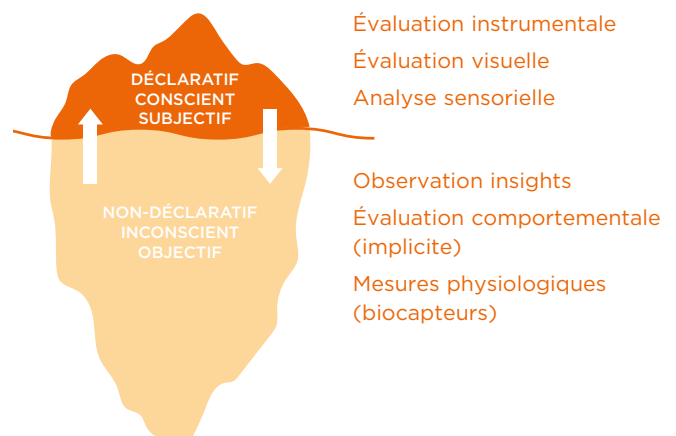 DÉCLARATIF
CONSCIENT
SUBJECTIF
NON-DÉCLARATIF
INCONSCIENT
OBJECTIF
Évaluation instrumentale
Évaluation visuelle
Analyse sensorielle
Observation insights
Évaluation comportementale
(implicite)
Mesures physiologiques
(biocapteurs)